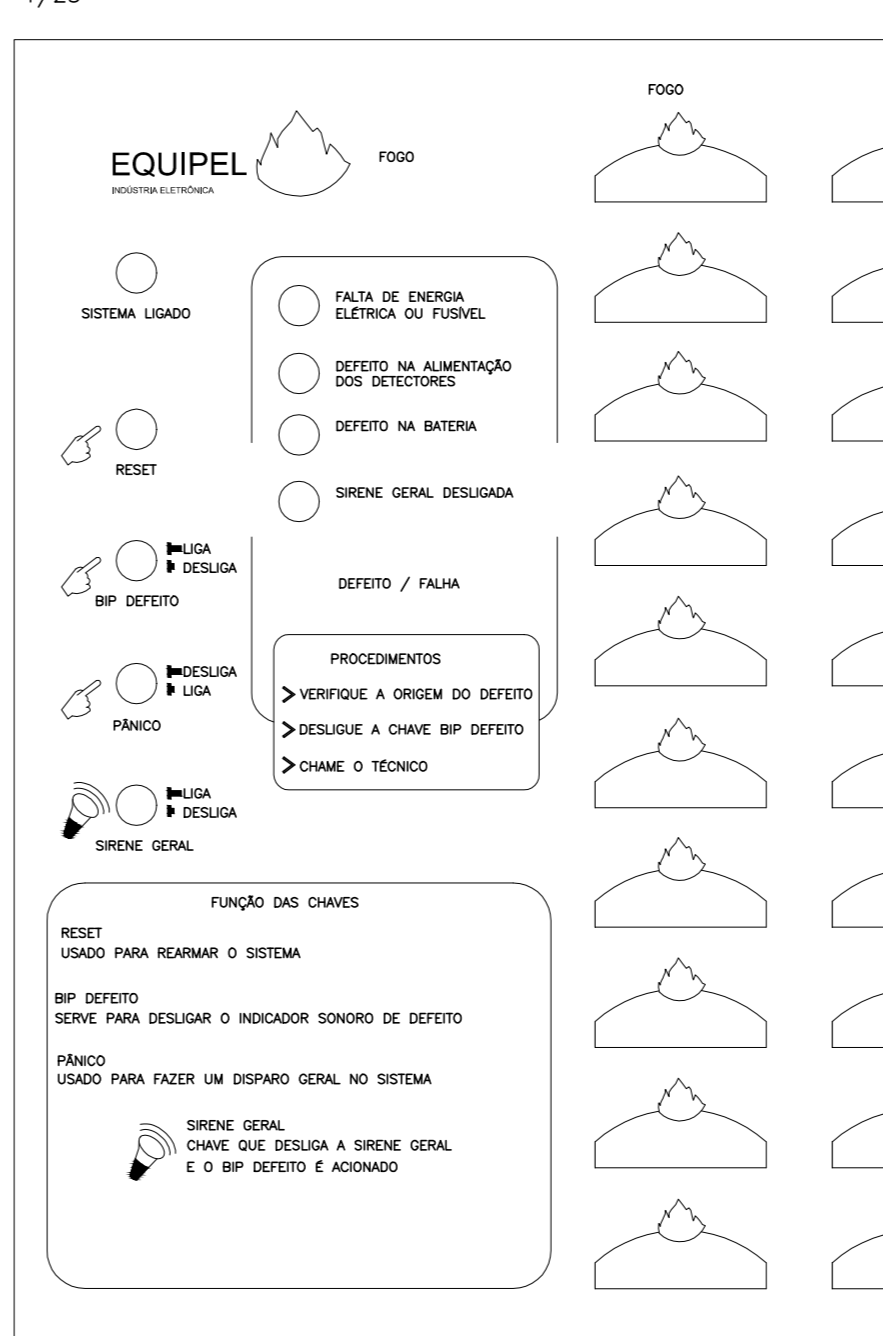 EQUIPEL
INDÚSTRIA ELETRÔNICA
FOGO
FOGO
SISTEMA LIGADO
RESET
LIGA
DESLIGA
BIP DEFEITO
DESLIGA
LIGA
PÂNICO
LIGA
DESLIGA
SIRENE GERAL
FALTA DE ENERGIA
ELÉTRICA OU FUSÍVEL
DEFEITO NA ALIMENTAÇÃO
DOS DETECTORES
DEFEITO NA BATERIA
SIRENE GERAL DESLIGADA
DEFEITO / FALHA
PROCEDIMENTOS
>VERIFIQUE A ORIGEM DO DEFEITO
>DESLIGUE A CHAVE BIP DEFEITO
>CHAME O TÉCNICO
FUNÇÃO DAS CHAVES
RESET
USADO PARA REARMAR O SISTEMA
BIP DEFEITO
SERVE PARA DESLIGAR O INDICADOR SONORO DE DEFEITO
PÂNICO
USADO PARA FAZER UM DISPARO GERAL NO SISTEMA
SIRENE GERAL
CHAVE QUE DESLIGA A SIRENE GERAL
E O BIP DEFEITO É ACIONADO